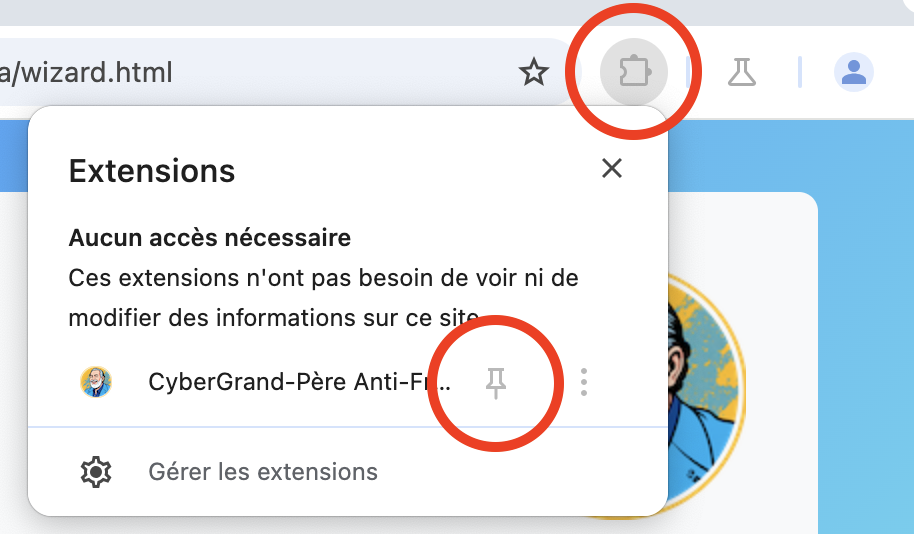 a/wizard.html
Extensions
Aucun accès nécessaire
Ces extensions n'ont pas besoin de voir ni de
modifier des informations sur ce site
CyberGrand-Père Anti-Fr...
Gérer les extensions